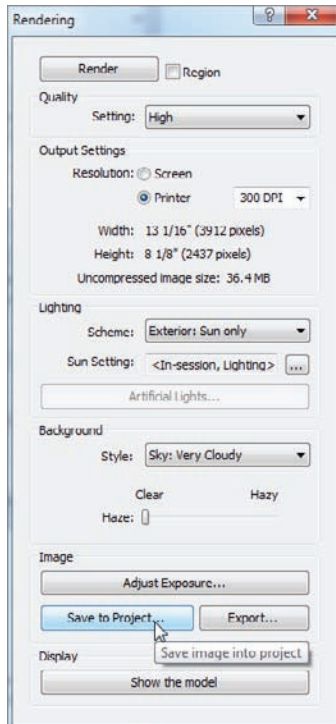 Rendering
Render
Region
Quality
Setting: High
Output Settings
Resolution: Screen
Printer 300 DPI
Width: 13 1/16" (3912 pixels)
Height: 8 1/8" (2437 pixels)
Uncompressed image size: 36.4 MB
Lighting
Scheme: Exterior: Sun only
Sun Setting: <In-session, Lighting> ...
Artificial Lights...
Background
Style: Sky: Very Cloudy
Clear Hazy
Haze:
Image
Adjust Exposure...
Save to Project... Export...
Display
Save image into project
Show the model